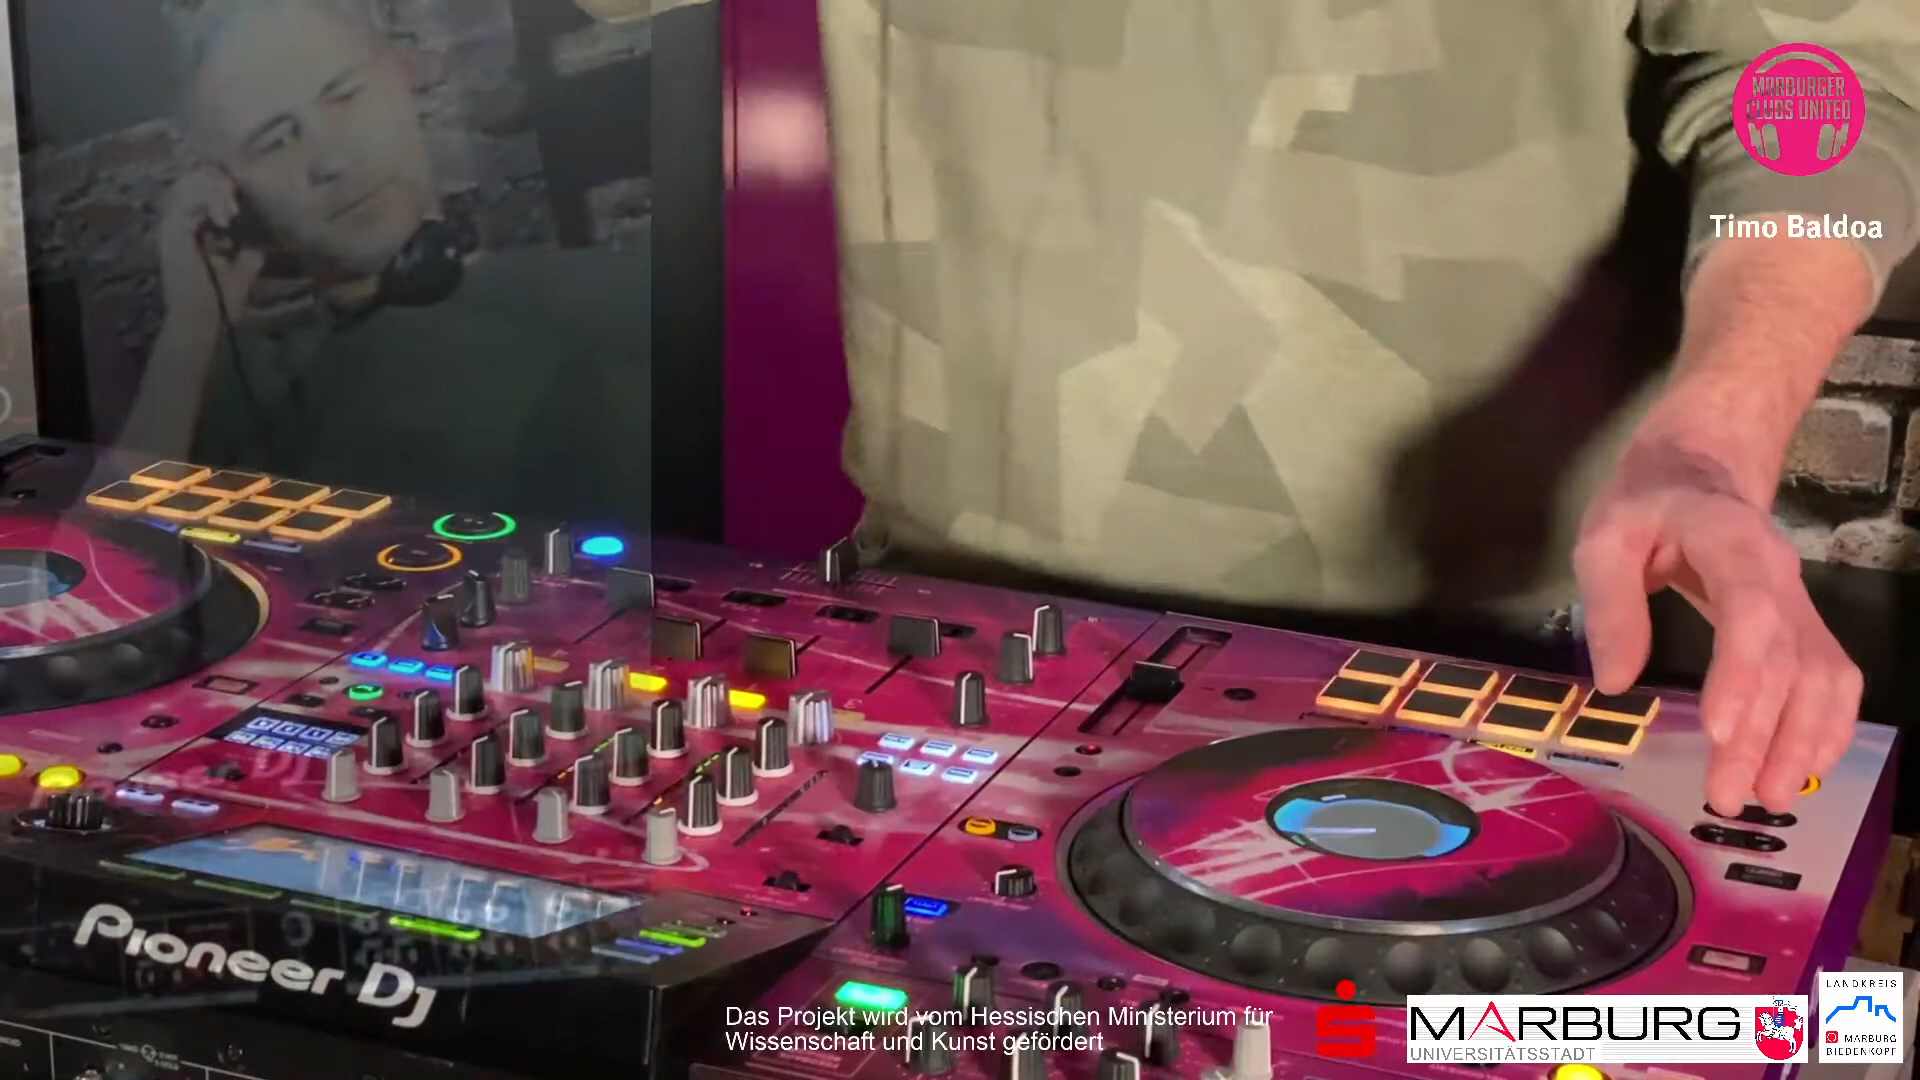 MARBURGER
CLUBS UNITED
Timo Baldoa
Pioneer Dj
Das Projekt wird vom Hessischen Ministerium für
Wissenschaft und Kunst gefördert
MARBURG
UNIVERSITÄTSSTADT
LANDKREIS
MARBURG
BIEDENKOPF